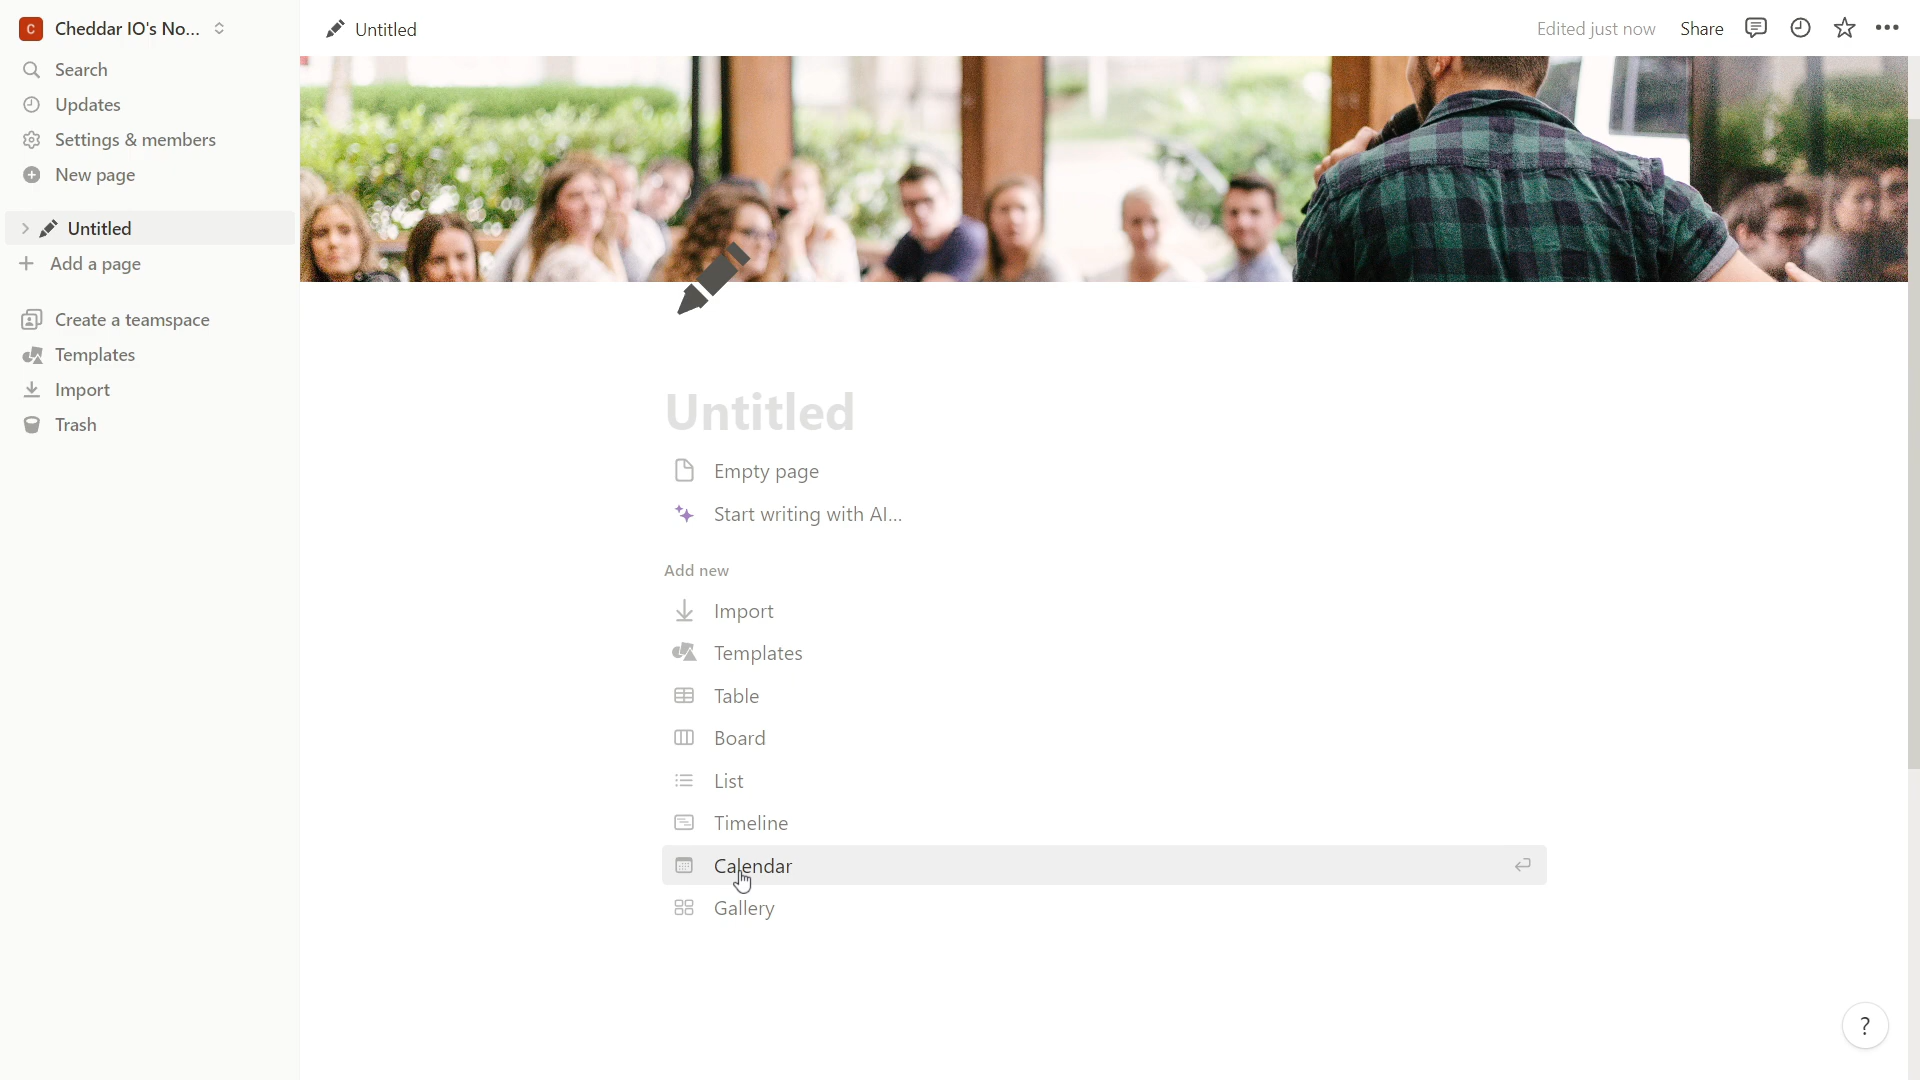 C Cheddar IO's No...
Search
Updates
Settings & members
New page
Untitled
Add a page
Create a teamspace
Templates
Import
Trash
Untitled
Edited just now Share
Untitled
Empty page
Start writing with AI...
Add new
Import
Templates
Table
Board
List
Timeline
Calendar
Gallery
?